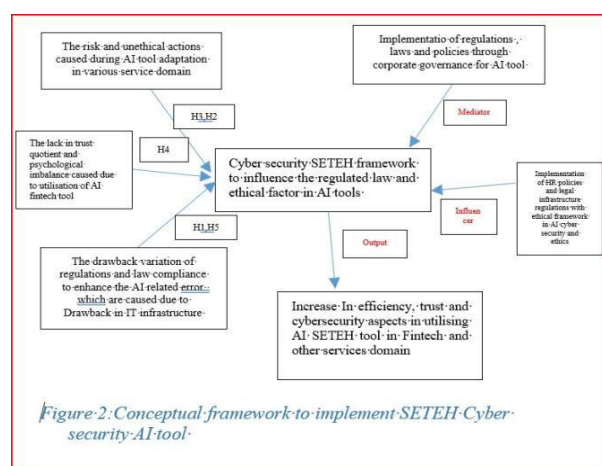 The risk and unethical actions
caused during AI tool adaptation
in various service domain
Implementatio of regulations ,
laws and policies through
corporate governance for AI tool
H3,H2
Mediator
The lack in trust
quotient and
psychological
imbalance caused due
to utilisation of AI
fintech tool
H4
Cyber security SETEH framework
to influence the regulated law and
ethical factor in AI tools
Implementation
of HR policies
and legal
infrastructure
regulations with
ethical framework
in AI cyber
security and
ethics
Influen
cer
H1,H5
The drawback variation of
regulations and law compliance
to enhance the AI related error
which are caused due to
Drawback in IT infrastructure
Output
Increase In efficiency, trust and
cybersecurity aspects in utilising
AI SETEH tool in Fintech and
other services domain
Figure 2:Conceptual framework to implement SETEH Cyber
security AI tool